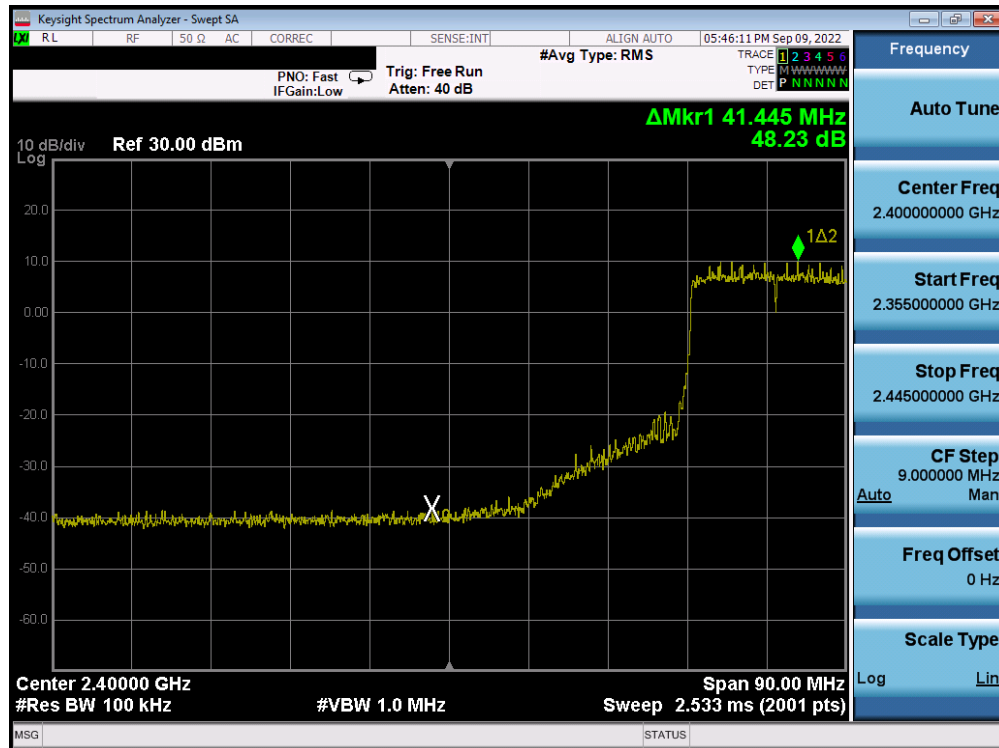 Keysight Spectrum Analyzer - Swept SA
LXI RL RF 50 Ω AC CORREC SENSE:INT ALIGN AUTO 05:46:11 PM Sep 09, 2022
Frequency
#Avg Type: RMS
TRACE 1 2 3 4 5 6
PNO: Fast Trig: Free Run
TYPE M W W W W W
IFGain:Low Atten: 40 dB
DET P N N N N N
Auto Tune
ΔMkr1 41.445 MHz
48.23 dB
10 dB/div Ref 30.00 dBm
Log
Center Freq
2.400000000 GHz
20.0
1Δ2
10.0
Start Freq
2.355000000 GHz
0.00
-10.0
Stop Freq
2.445000000 GHz
-20.0
CF Step
9.000000 MHz
Auto Man
-30.0
-40.0
Freq Offset
0 Hz
-50.0
-60.0
Scale Type
Log Lin
Center 2.40000 GHz Span 90.00 MHz
#Res BW 100 kHz #VBW 1.0 MHz Sweep 2.533 ms (2001 pts)
MSG STATUS